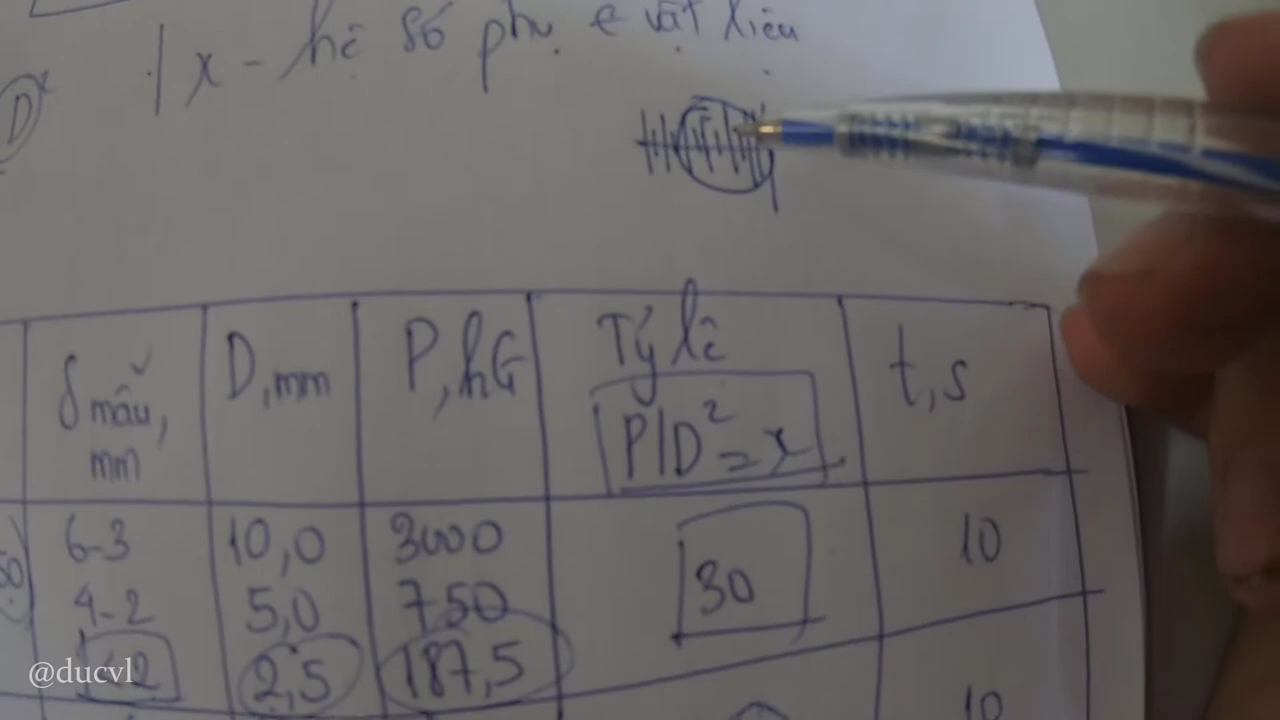 D^x
x - hệ số phụ e vật liệu
δ mẫu, mm
D, mm
P, kG
Tỷ lệ P/D² = x
t, s
6-3
10,0
3000
30
10
4-2
5,0
750
<2
2,5
187,5
10
@ducvl